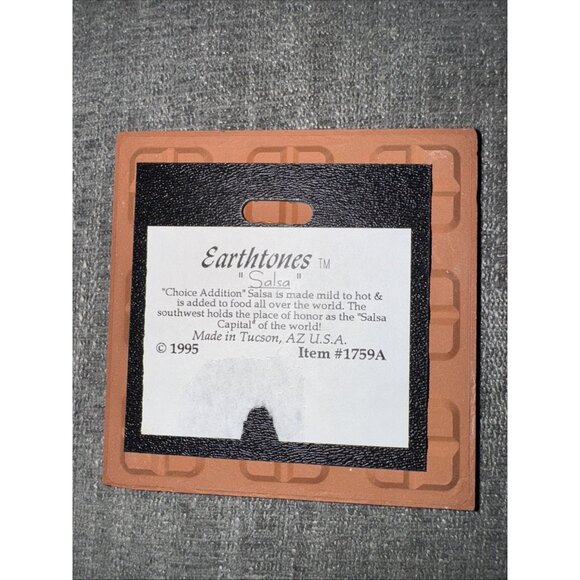 Earthtones TM
"Salsa"
"Choice Addition" Salsa is made mild to hot &
is added to food all over the world. The
southwest holds the place of honor as the "Salsa
Capital" of the world!
Made in Tucson, AZ U.S.A.
© 1995 Item #1759A